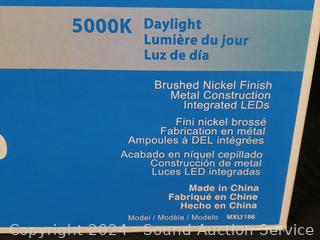 5000K Daylight
Lumière du jour
Luz de día
Brushed Nickel Finish
Metal Construction
Integrated LEDs
Fini nickel brossé
Fabrication en métal
Ampoules à DEL intégrées
Acabado en níquel cepillado
Construcción de metal
Luces LED integradas
Made in China
Fabriqué en Chine
Hecho en China
Model / Modèle / Modelo MXL1186
Copyright 2024 - Sound Auction Service